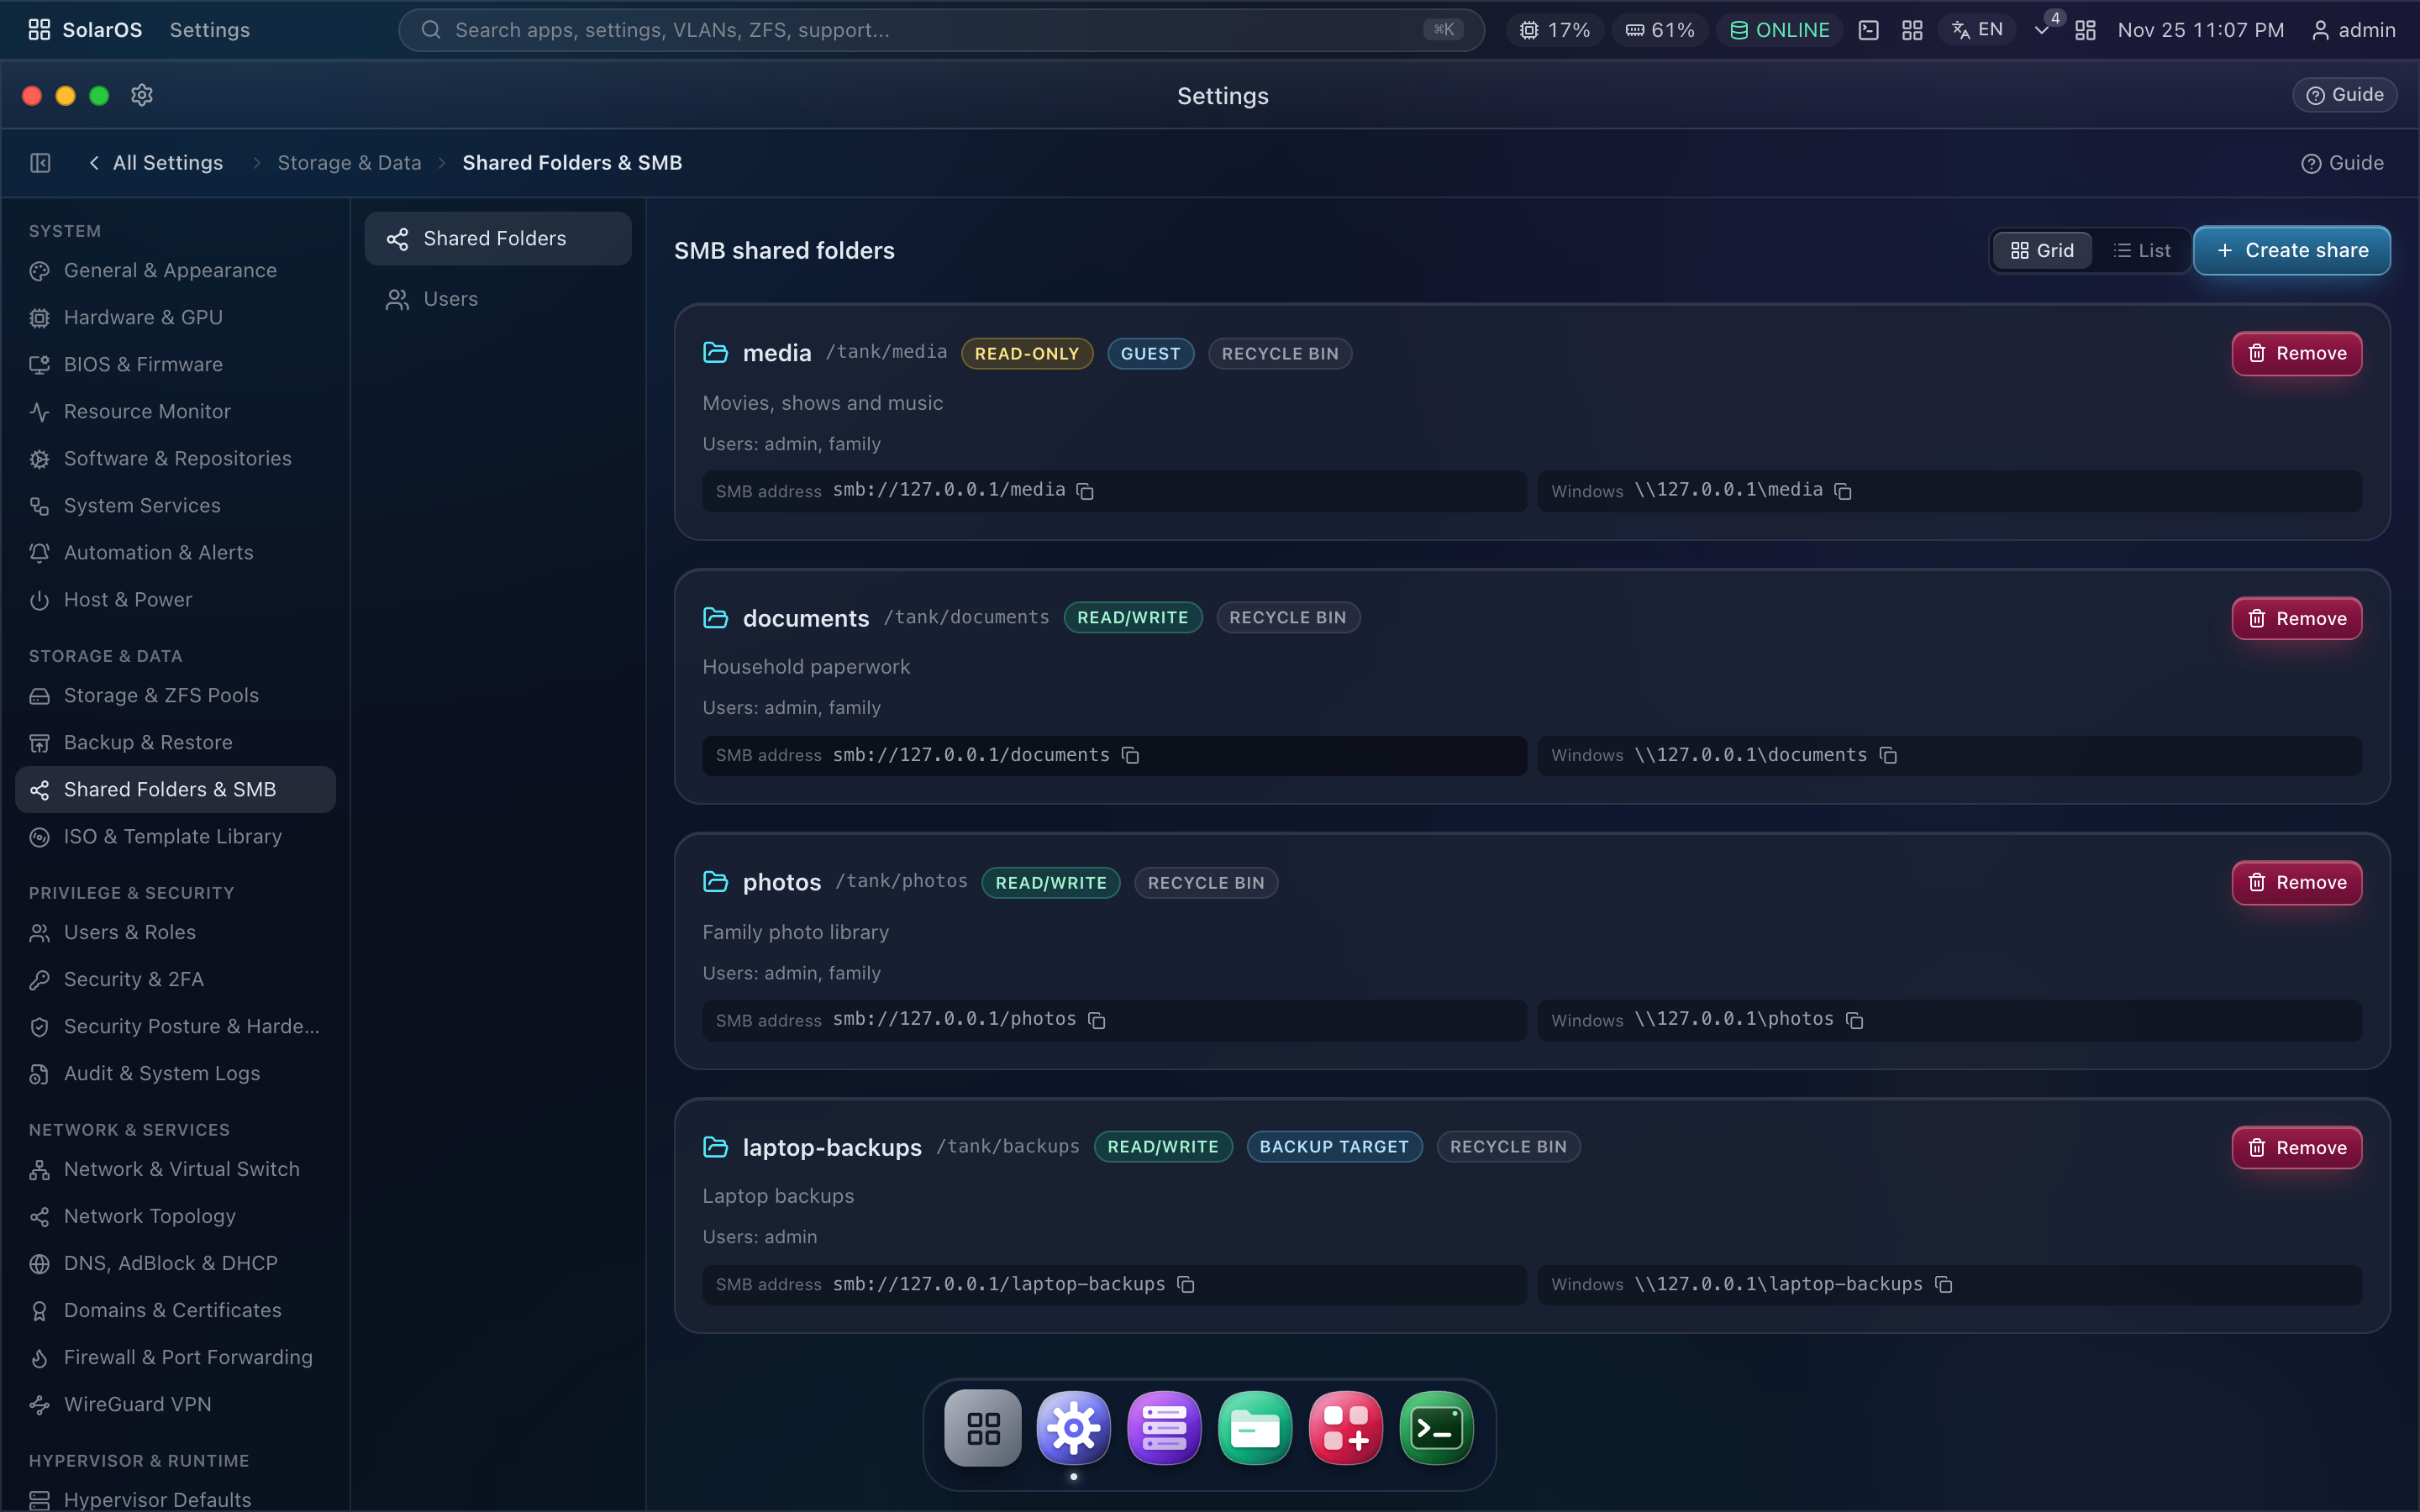 SolarOS Settings Search apps, settings, VLANs, ZFS, support... ⌘K 17% 61% ONLINE EN 4 Nov 25 11:07 PM admin
Settings Guide
All Settings Storage & Data Shared Folders & SMB Guide
SYSTEM
General & Appearance
Hardware & GPU
BIOS & Firmware
Resource Monitor
Software & Repositories
System Services
Automation & Alerts
Host & Power
STORAGE & DATA
Storage & ZFS Pools
Backup & Restore
Shared Folders & SMB
ISO & Template Library
PRIVILEGE & SECURITY
Users & Roles
Security & 2FA
Security Posture & Harde...
Audit & System Logs
NETWORK & SERVICES
Network & Virtual Switch
Network Topology
DNS, AdBlock & DHCP
Domains & Certificates
Firewall & Port Forwarding
WireGuard VPN
HYPERVISOR & RUNTIME
Hypervisor Defaults
Shared Folders
Users
SMB shared folders Grid List Create share
media /tank/media READ-ONLY GUEST RECYCLE BIN Remove
Movies, shows and music
Users: admin, family
SMB address smb://127.0.0.1/media Windows \\127.0.0.1\media
documents /tank/documents READ/WRITE RECYCLE BIN Remove
Household paperwork
Users: admin, family
SMB address smb://127.0.0.1/documents Windows \\127.0.0.1\documents
photos /tank/photos READ/WRITE RECYCLE BIN Remove
Family photo library
Users: admin, family
SMB address smb://127.0.0.1/photos Windows \\127.0.0.1\photos
laptop-backups /tank/backups READ/WRITE BACKUP TARGET RECYCLE BIN Remove
Laptop backups
Users: admin
SMB address smb://127.0.0.1/laptop-backups Windows \\127.0.0.1\laptop-backups